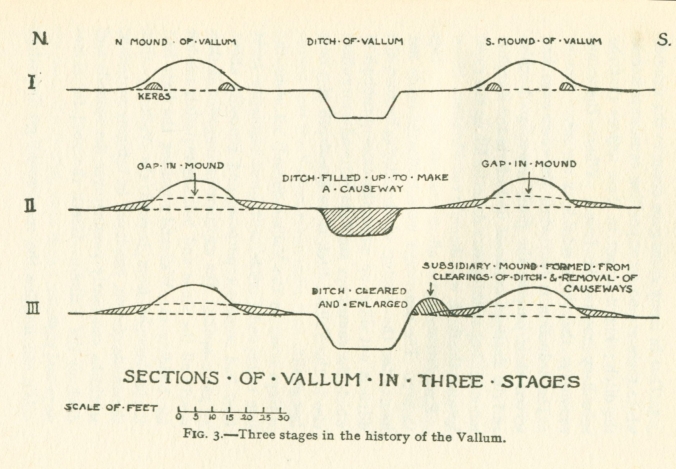 N.
N MOUND · OF · VALLUM
DITCH · OF · VALLUM
S. MOUND · OF · VALLUM
S.
I
KERBS
GAP · IN · MOUND
DITCH · FILLED · UP · TO · MAKE
A · CAUSEWAY
GAP · IN · MOUND
II
SUBSIDIARY · MOUND · FORMED · FROM
CLEARINGS · OF · DITCH · & · REMOVAL · OF
CAUSEWAYS
DITCH · CLEARED
AND · ENLARGED
III
SECTIONS · OF · VALLUM · IN · THREE · STAGES
SCALE OF · FEET
0 5 10 15 20 25 30
FIG. 3.—Three stages in the history of the Vallum.